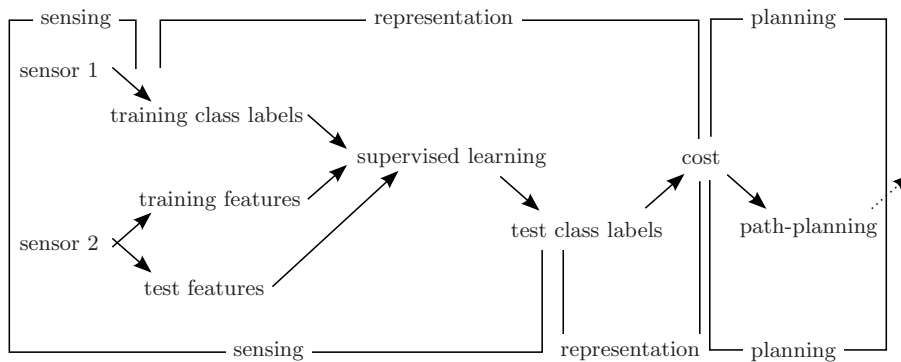 sensing
representation
planning
sensor 1
training class labels
supervised learning
cost
training features
sensor 2
test class labels
path-planning
test features
sensing
representation
planning